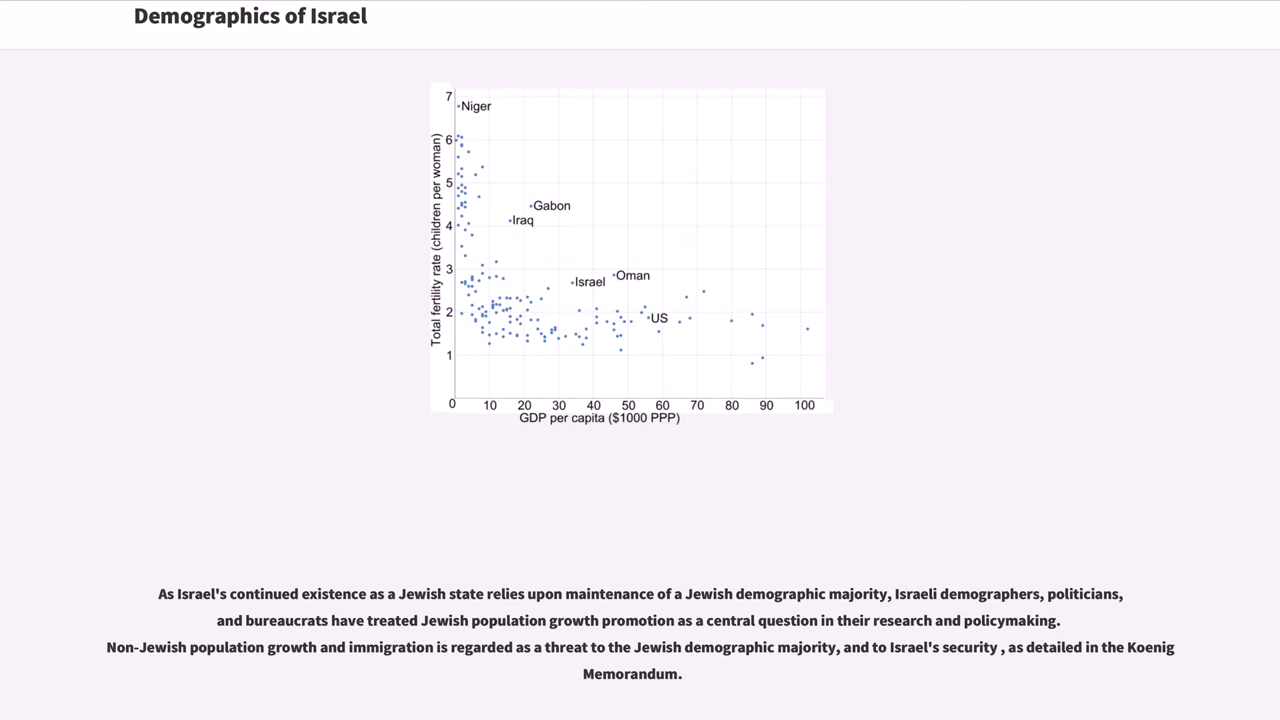 Demographics of Israel
7
Niger
6
5
Gabon
Iraq
4
3
Oman
Israel
2
US
1
Total fertility rate (children per woman)
0 10 20 30 40 50 60 70 80 90 100
GDP per capita ($1000 PPP)
As Israel's continued existence as a Jewish state relies upon maintenance of a Jewish demographic majority, Israeli demographers, politicians,
and bureaucrats have treated Jewish population growth promotion as a central question in their research and policymaking.
Non-Jewish population growth and immigration is regarded as a threat to the Jewish demographic majority, and to Israel's security , as detailed in the Koenig
Memorandum.